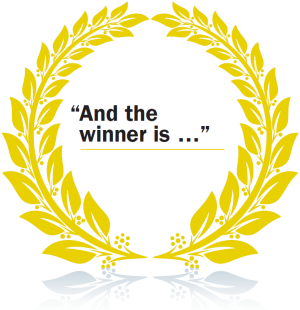 “And the
winner is …”